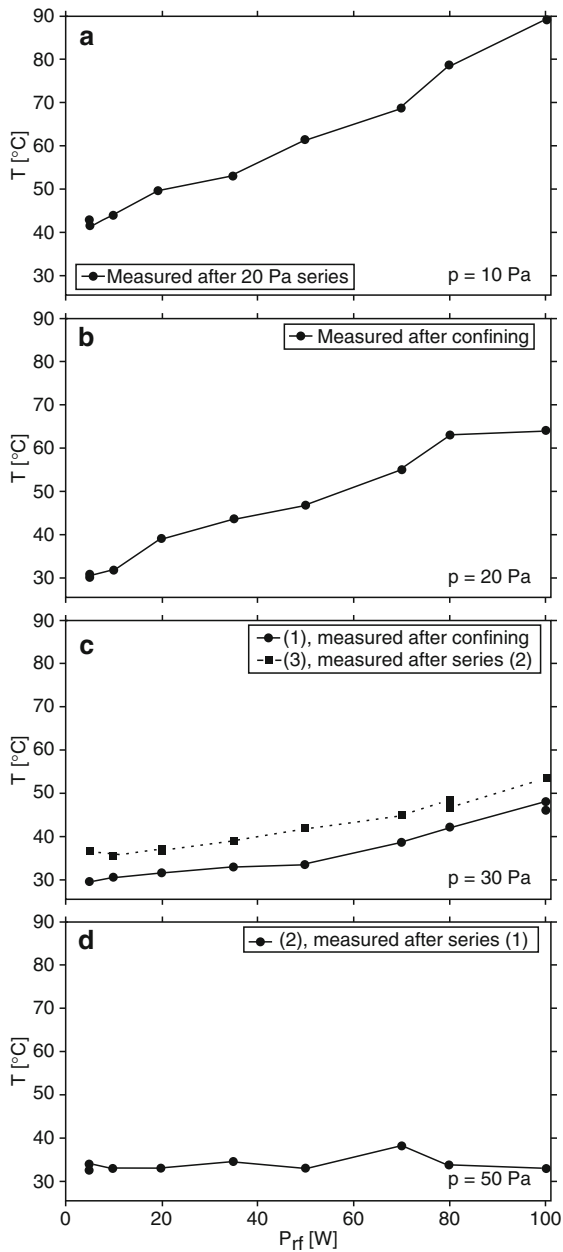 90
a
80
70
60
T [°C]
50
40
30
Measured after 20 Pa series
p = 10 Pa
90
b
Measured after confining
80
70
60
T [°C]
50
40
30
p = 20 Pa
90
c
(1), measured after confining
(3), measured after series (2)
80
70
60
T [°C]
50
40
30
p = 30 Pa
90
d
(2), measured after series (1)
80
70
60
T [°C]
50
40
30
p = 50 Pa
0 20 40 60 80 100
Prf [W]